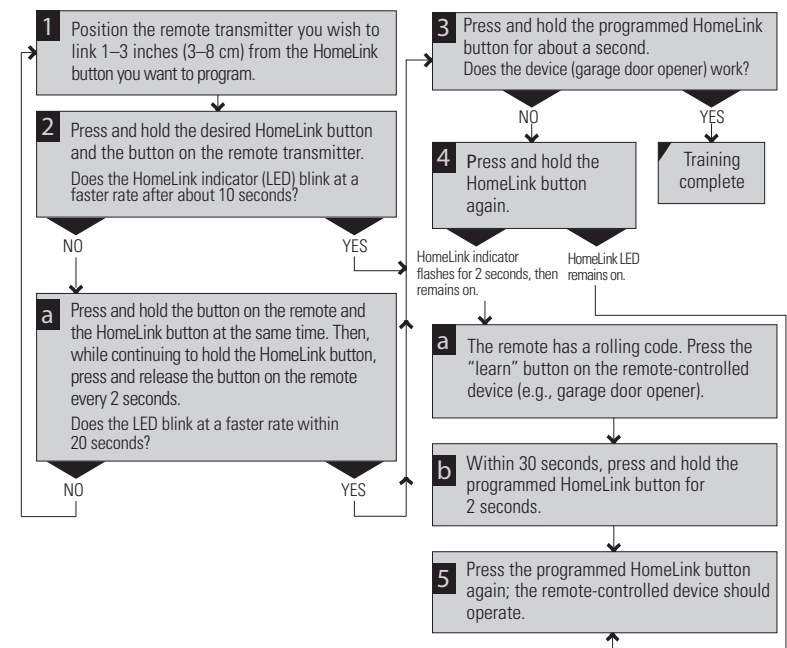 1
Position the remote transmitter you wish to
link 1–3 inches (3–8 cm) from the HomeLink
button you want to program.
2
Press and hold the desired HomeLink button
and the button on the remote transmitter.
Does the HomeLink indicator (LED) blink at a
faster rate after about 10 seconds?
NO
YES
a
Press and hold the button on the remote and
the HomeLink button at the same time. Then,
while continuing to hold the HomeLink button,
press and release the button on the remote
every 2 seconds.
Does the LED blink at a faster rate within
20 seconds?
NO
YES
3
Press and hold the programmed HomeLink
button for about a second.
Does the device (garage door opener) work?
NO
YES
4
Press and hold the
HomeLink button
again.
Training
complete
HomeLink indicator
flashes for 2 seconds, then
remains on.
HomeLink LED
remains on.
a
The remote has a rolling code. Press the
“learn” button on the remote-controlled
device (e.g., garage door opener).
b
Within 30 seconds, press and hold the
programmed HomeLink button for
2 seconds.
5
Press the programmed HomeLink button
again; the remote-controlled device should
operate.